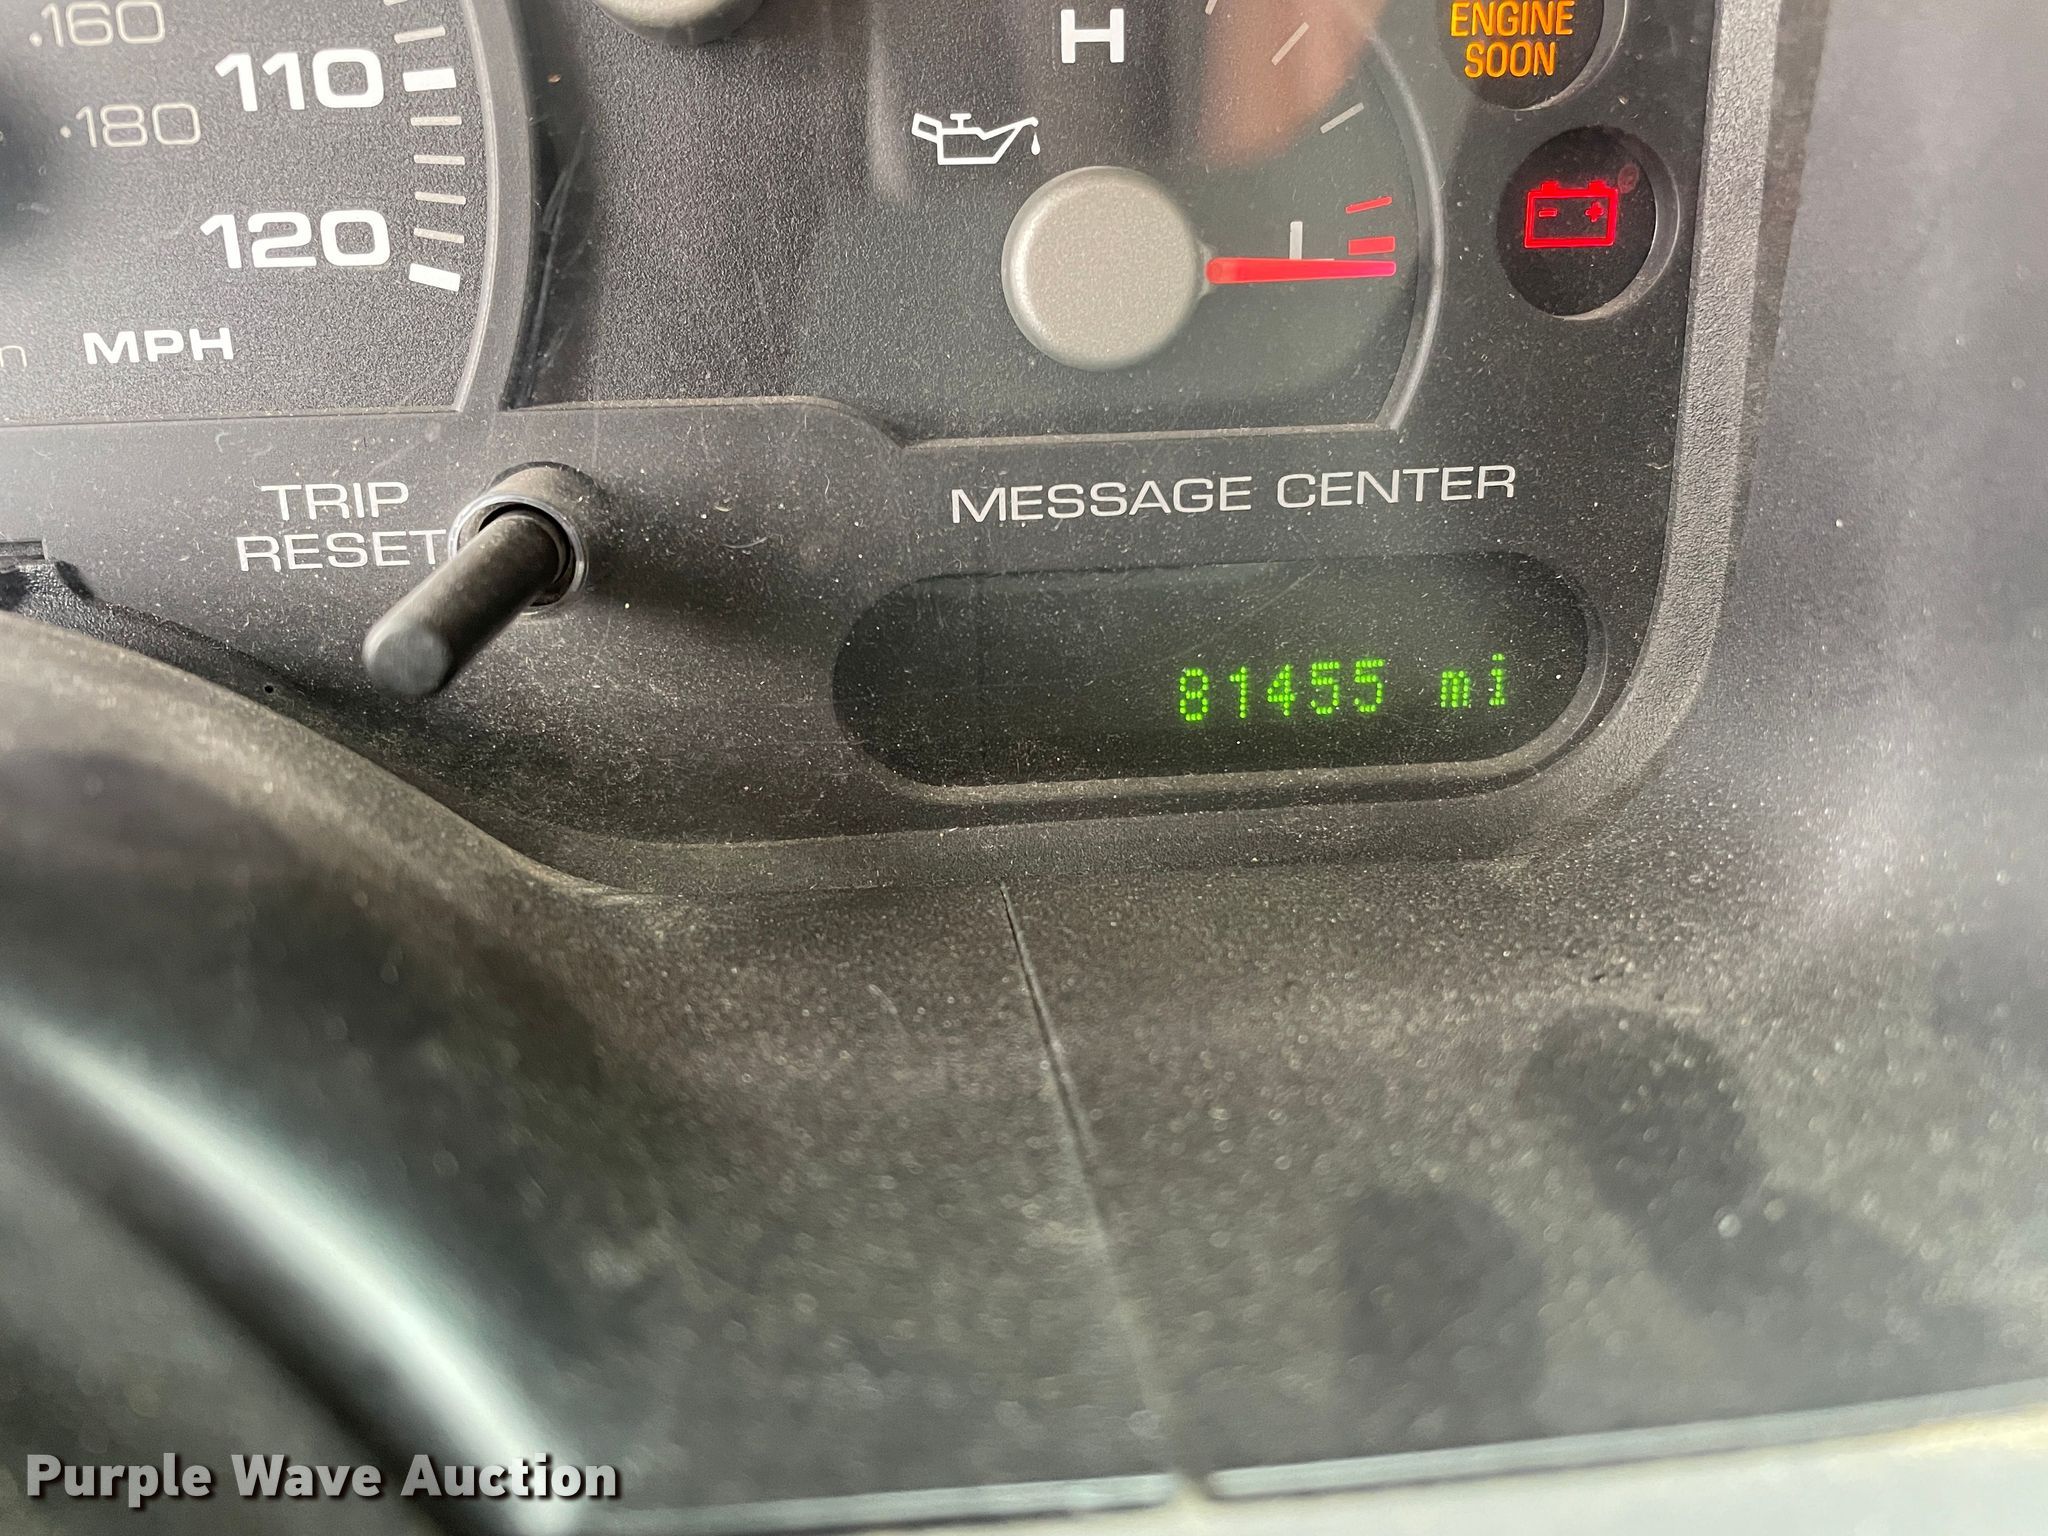 160
110
180
120
MPH
H
ENGINE
SOON
TRIP
RESET
MESSAGE CENTER
81455 mi
Purple Wave Auction